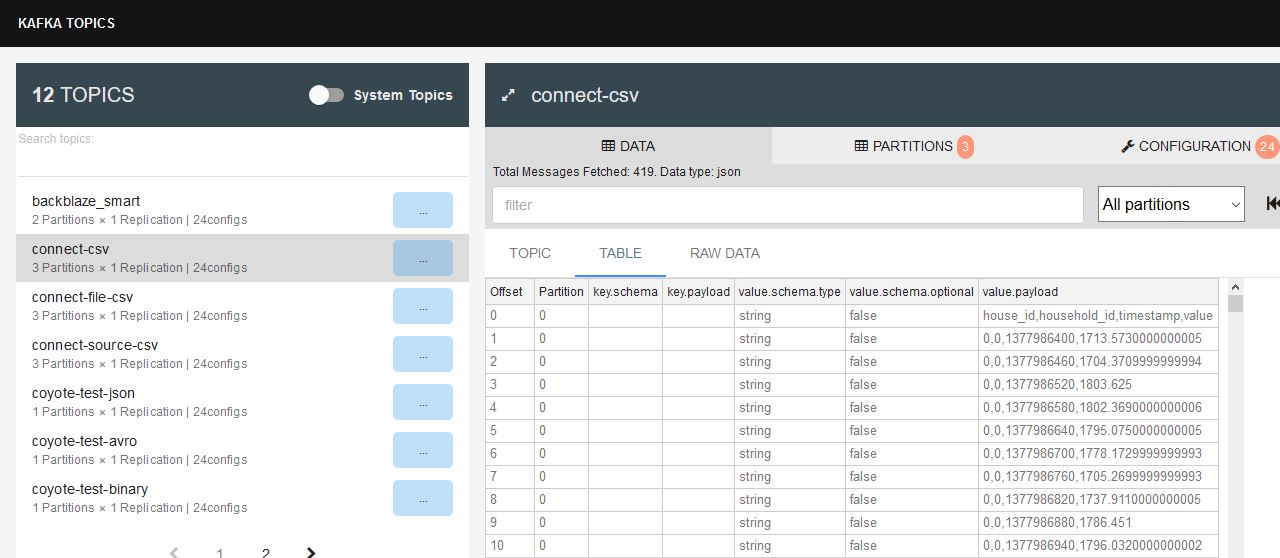 KAFKA TOPICS
12 TOPICS
System Topics
Search topics:
backblaze_smart
2 Partitions × 1 Replication | 24configs
...
connect-csv
3 Partitions × 1 Replication | 24configs
...
connect-file-csv
3 Partitions × 1 Replication | 24configs
...
connect-source-csv
3 Partitions × 1 Replication | 24configs
...
coyote-test-json
1 Partitions × 1 Replication | 24configs
...
coyote-test-avro
1 Partitions × 1 Replication | 24configs
...
coyote-test-binary
1 Partitions × 1 Replication | 24configs
...
1 2
connect-csv
DATA PARTITIONS 3 CONFIGURATION 24
Total Messages Fetched: 419. Data type: json
filter All partitions
TOPIC TABLE RAW DATA
Offset Partition key.schema key.payload value.schema.type value.schema.optional value.payload
0 0 string false house_id,household_id,timestamp,value
1 0 string false 0,0,1377986400,1713.5730000000005
2 0 string false 0,0,1377986460,1704.3709999999994
3 0 string false 0,0,1377986520,1803.625
4 0 string false 0,0,1377986580,1802.3690000000006
5 0 string false 0,0,1377986640,1795.0750000000005
6 0 string false 0,0,1377986700,1778.1729999999993
7 0 string false 0,0,1377986760,1705.2699999999993
8 0 string false 0,0,1377986820,1737.9110000000005
9 0 string false 0,0,1377986880,1786.451
10 0 string false 0,0,1377986940,1796.0320000000002